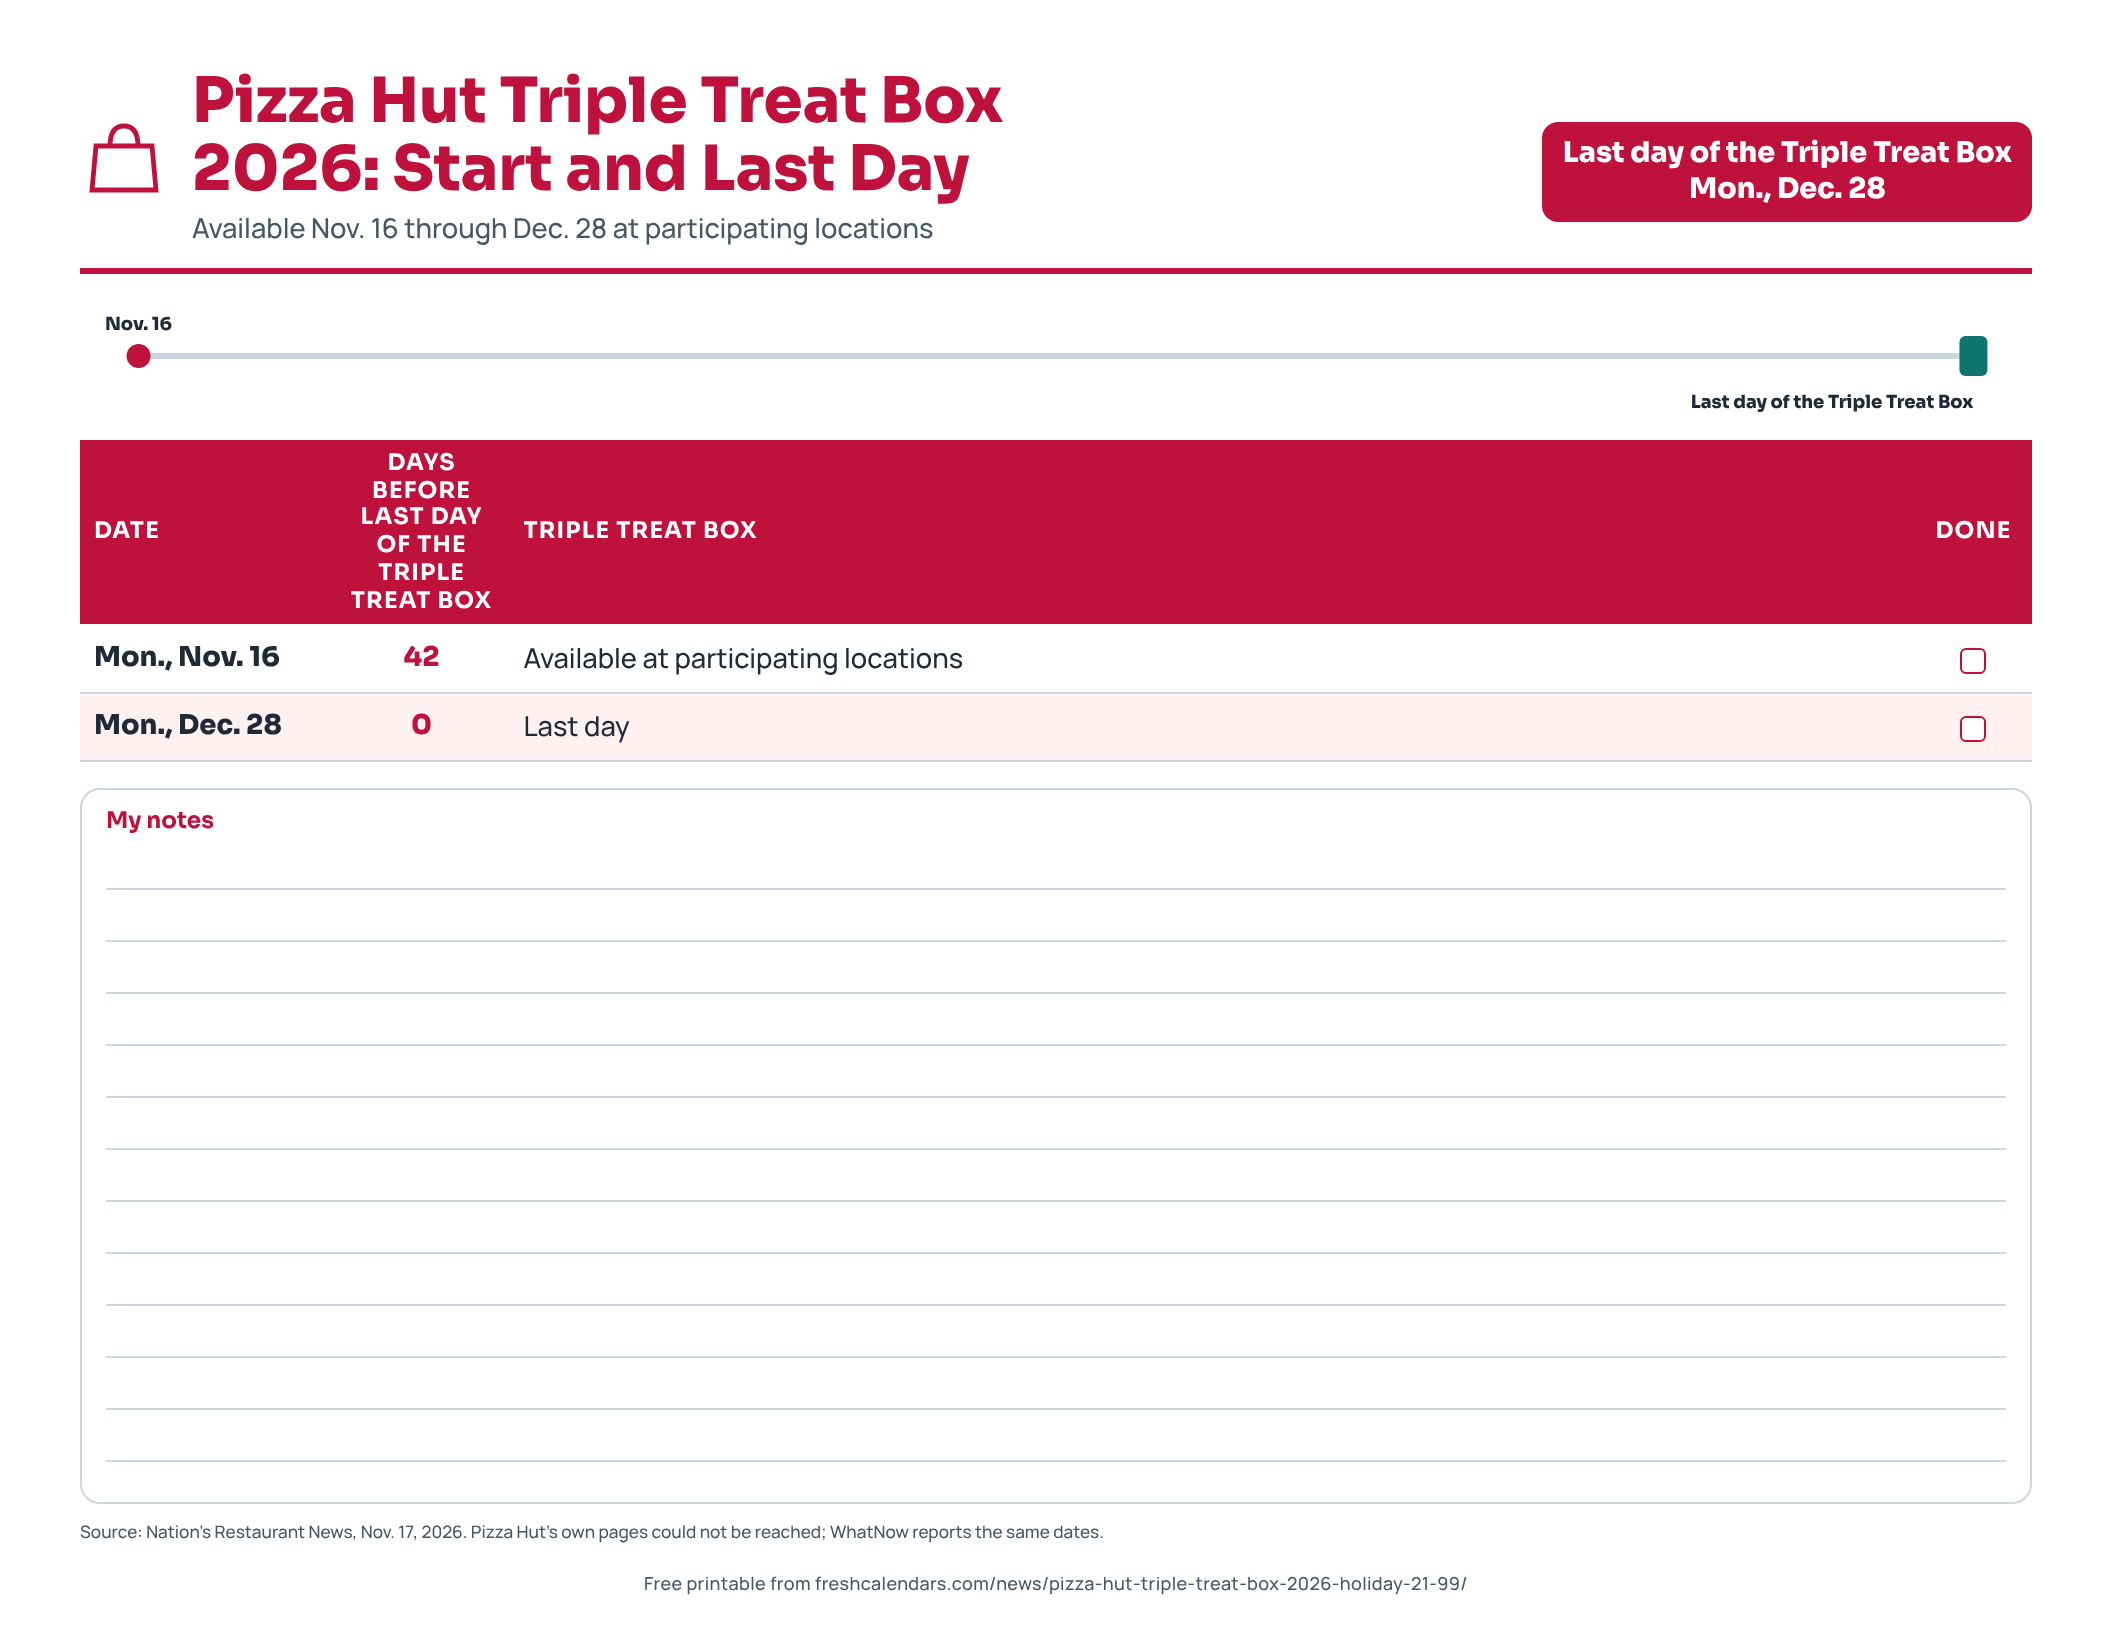 Pizza Hut Triple Treat Box
2026: Start and Last Day
Available Nov. 16 through Dec. 28 at participating locations
Last day of the Triple Treat Box
Mon., Dec. 28
Nov. 16
Last day of the Triple Treat Box
DATE
DAYS
BEFORE
LAST DAY
OF THE
TRIPLE
TREAT BOX
TRIPLE TREAT BOX
DONE
Mon., Nov. 16 42 Available at participating locations
Mon., Dec. 28 0 Last day
My notes
Source: Nation's Restaurant News, Nov. 17, 2026. Pizza Hut's own pages could not be reached; WhatNow reports the same dates.
Free printable from freshcalendars.com/news/pizza-hut-triple-treat-box-2026-holiday-21-99/